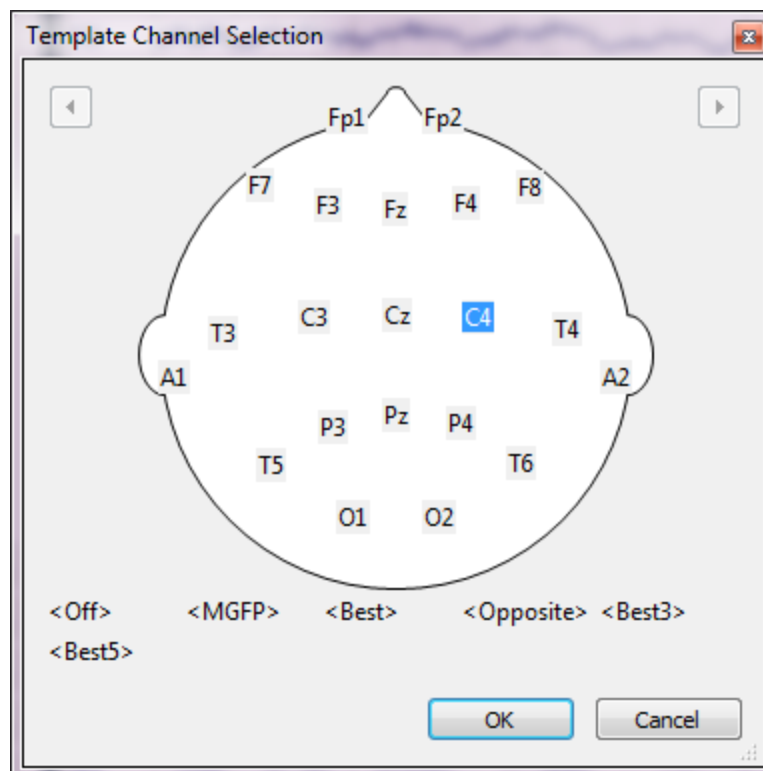 Template Channel Selection
Fp1 Fp2
F7 F3 Fz F4 F8
T3 C3 Cz C4 T4
A1 A2
P3 Pz P4
T5 T6
O1 O2
<Off> <MGFP> <Best> <Opposite> <Best3>
<Best5>
OK Cancel